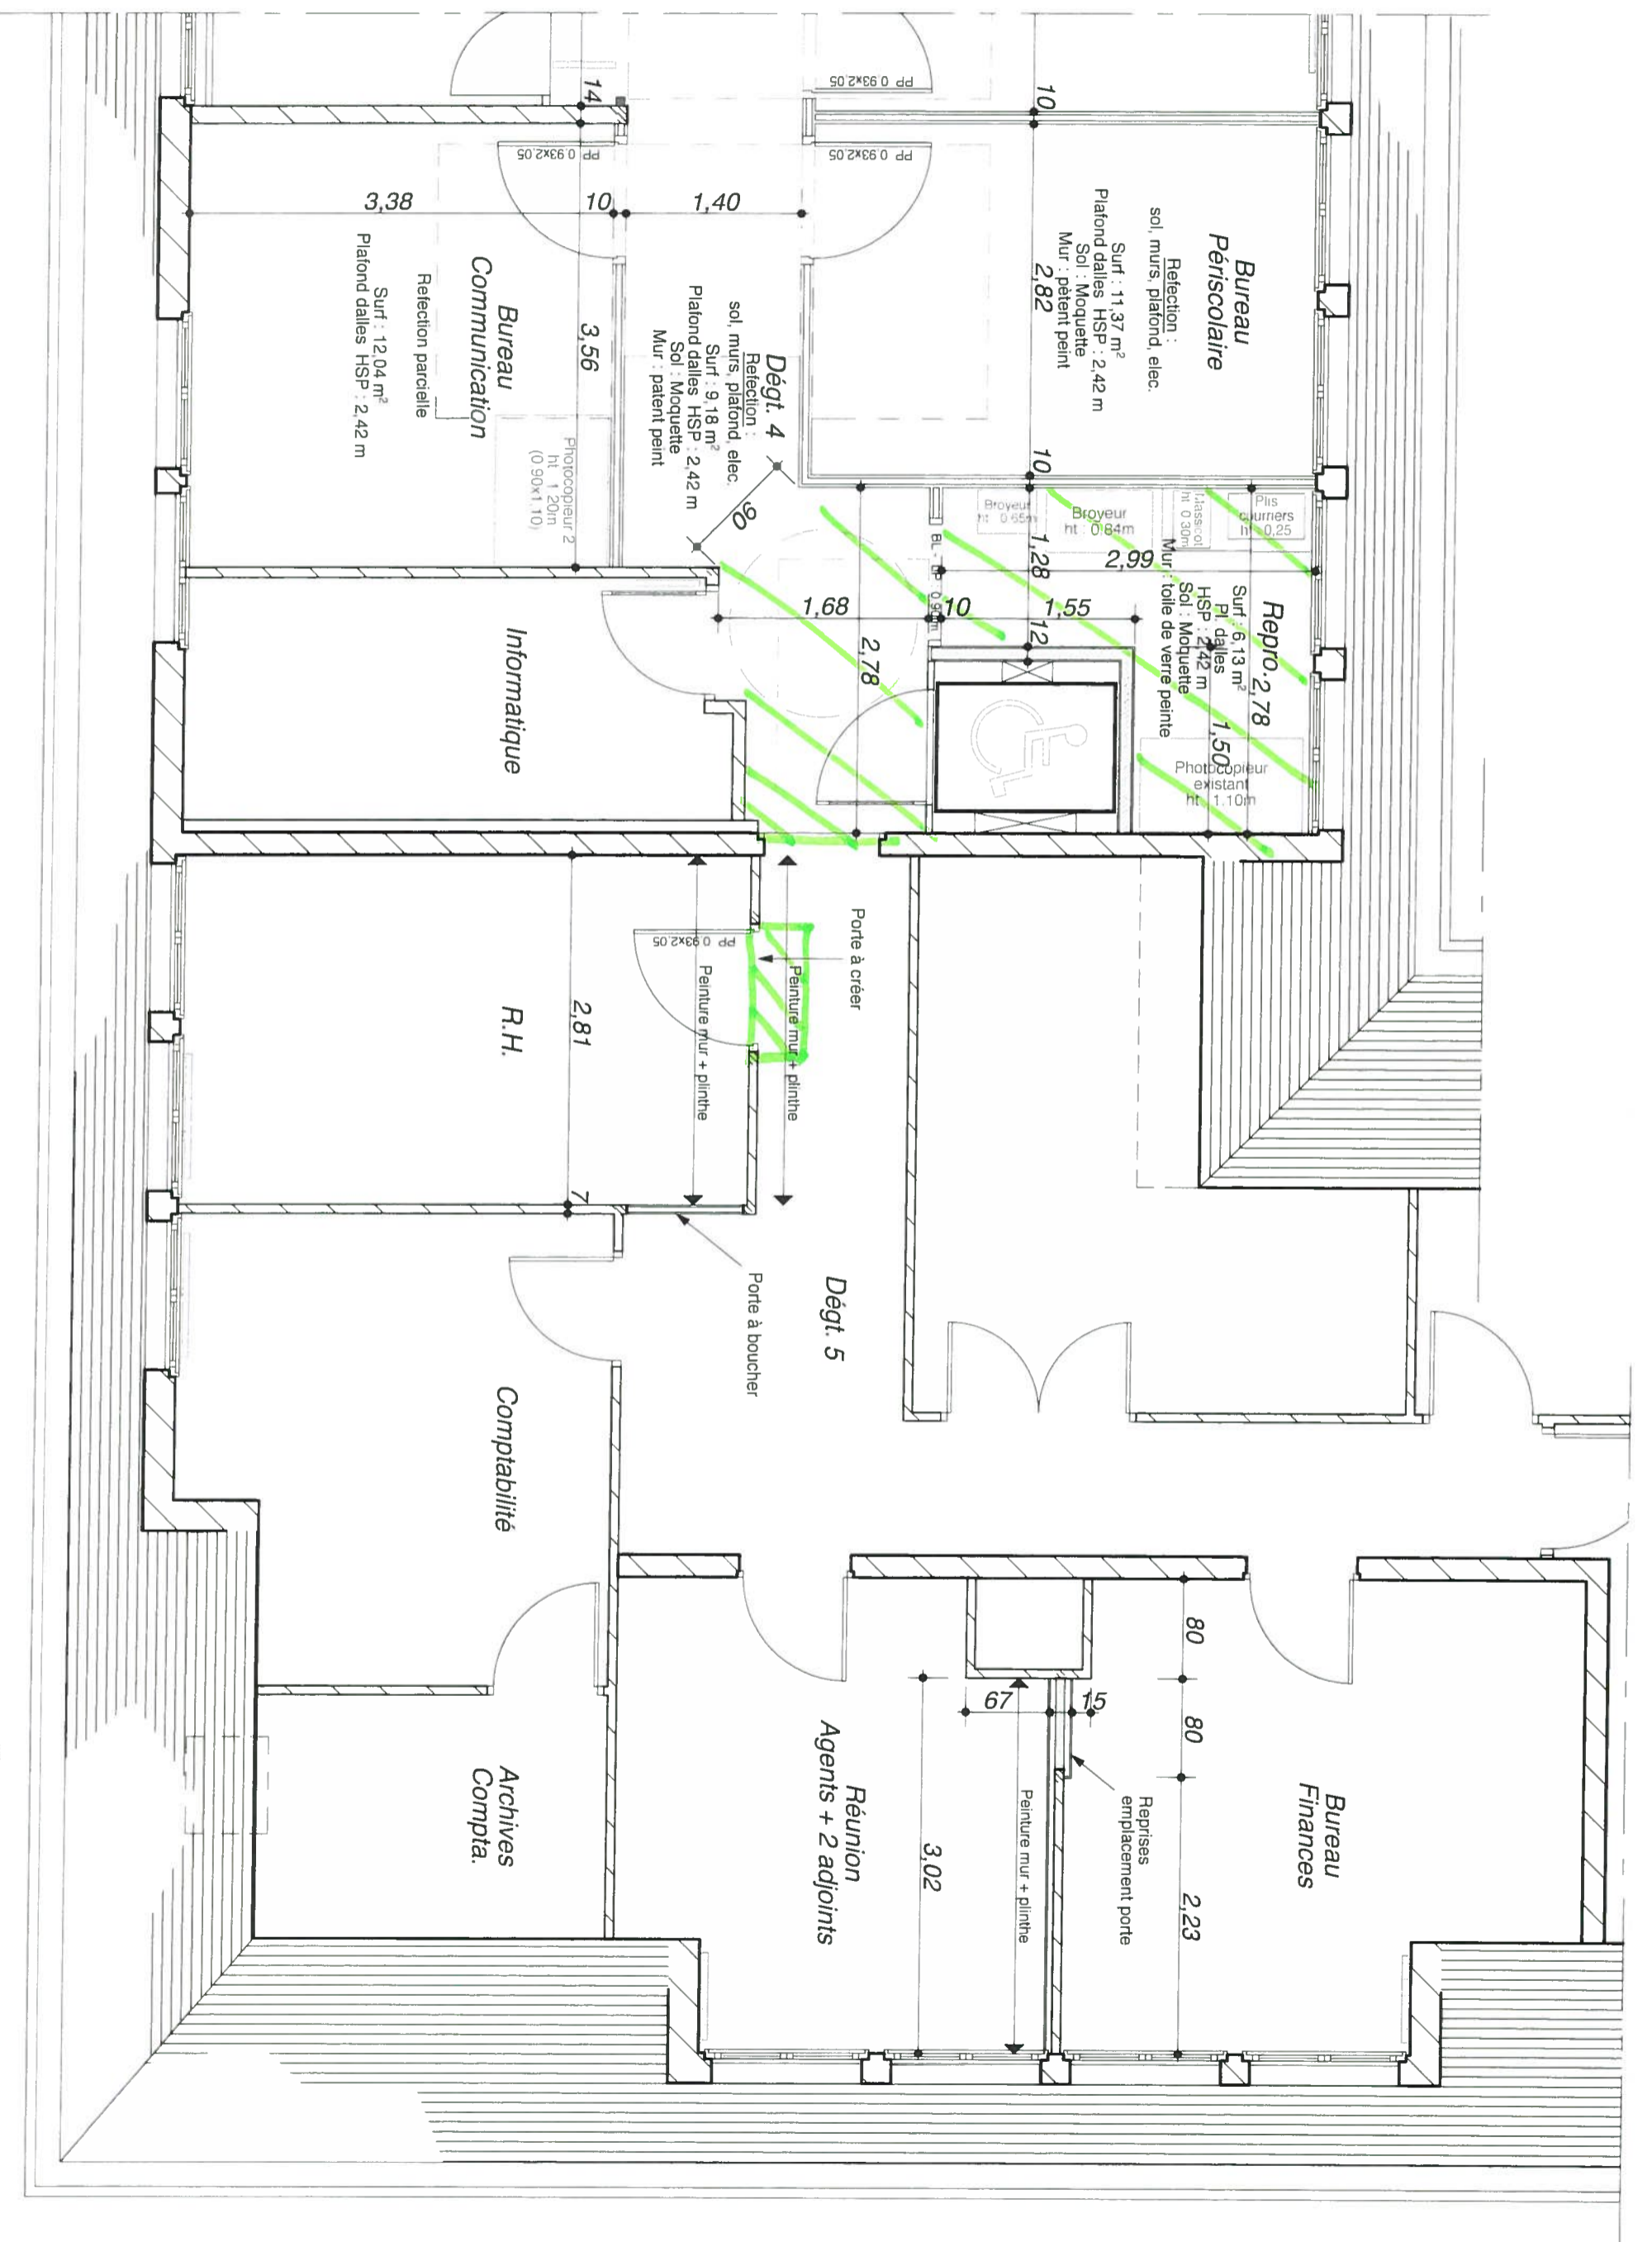 PP 0.93x2.05
14
10
PP 0.93x2.05
PP 0.93x2.05
3,38
10
1,40
Bureau
Périscolaire
Refection :
sol, murs, plafond, elec.
Surf : 11,37 m²
Plafond dalles HSP : 2,42 m
Sol : Moquette
Mur : pètent peint
2,82
10
Dégt. 4
Refection :
sol, murs, plafond, elec.
Surf : 9,18 m²
Plafond dalles HSP : 2,42 m
Sol : Moquette
Mur : patent peint
3,56
Bureau
Communication
Refection parcielle
Surf : 12,04 m²
Plafond dalles HSP : 2,42 m
Photocopieur 2
ht 1.20m
(0.90x1.10)
90
Plis
courriers
ht 0,25
Massicot
ht 0.30m
Broyeur
ht : 0.84m
Broyeur
ht: 0.65m
1,28
2,99
1,68
10
1,55
12
2,78
Repro.
Surf : 6,13 m²
Pl. dalles
HSP : 2,42 m
Sol : Moquette
Mur : toile de verre peinte
2,78
1,50
Photocopieur
existant
ht 1.10m
Informatique
Porte à créer
PP 0.93x2.05
Peinture mur + plinthe
Peinture mur + plinthe
2,81
R.H.
7
Porte à boucher
Dégt. 5
Comptabilité
80
80
67
15
2,23
3,02
Reprises
emplacement porte
Peinture mur + plinthe
Bureau
Finances
Réunion
Agents + 2 adjoints
Archives
Compta.